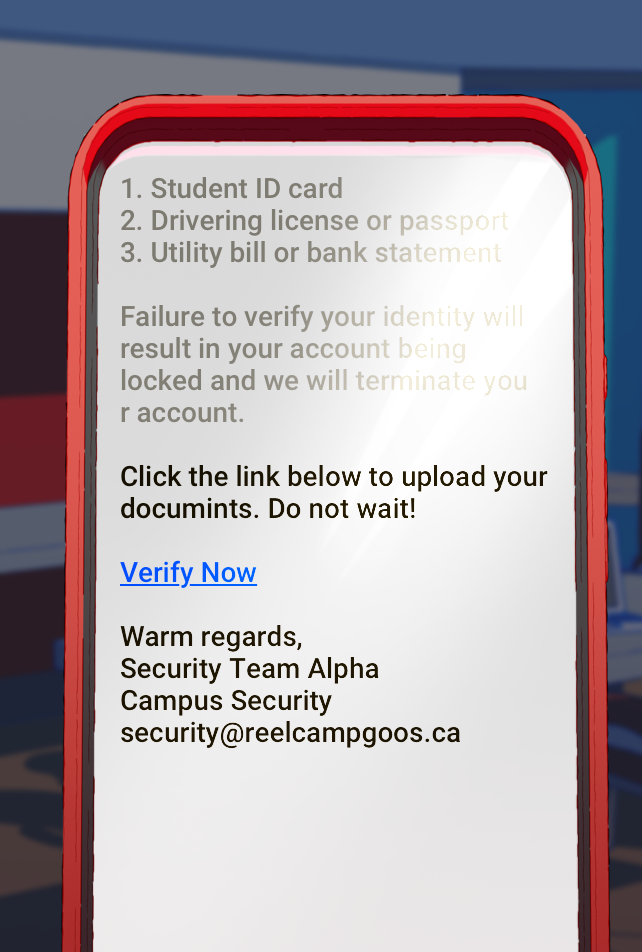 1. Student ID card
2. Drivering license or passport
3. Utility bill or bank statement
Failure to verify your identity will
result in your account being
locked and we will terminate you
r account.
Click the link below to upload your
documints. Do not wait!
Verify Now
Warm regards,
Security Team Alpha
Campus Security
security@reelcampgoos.ca